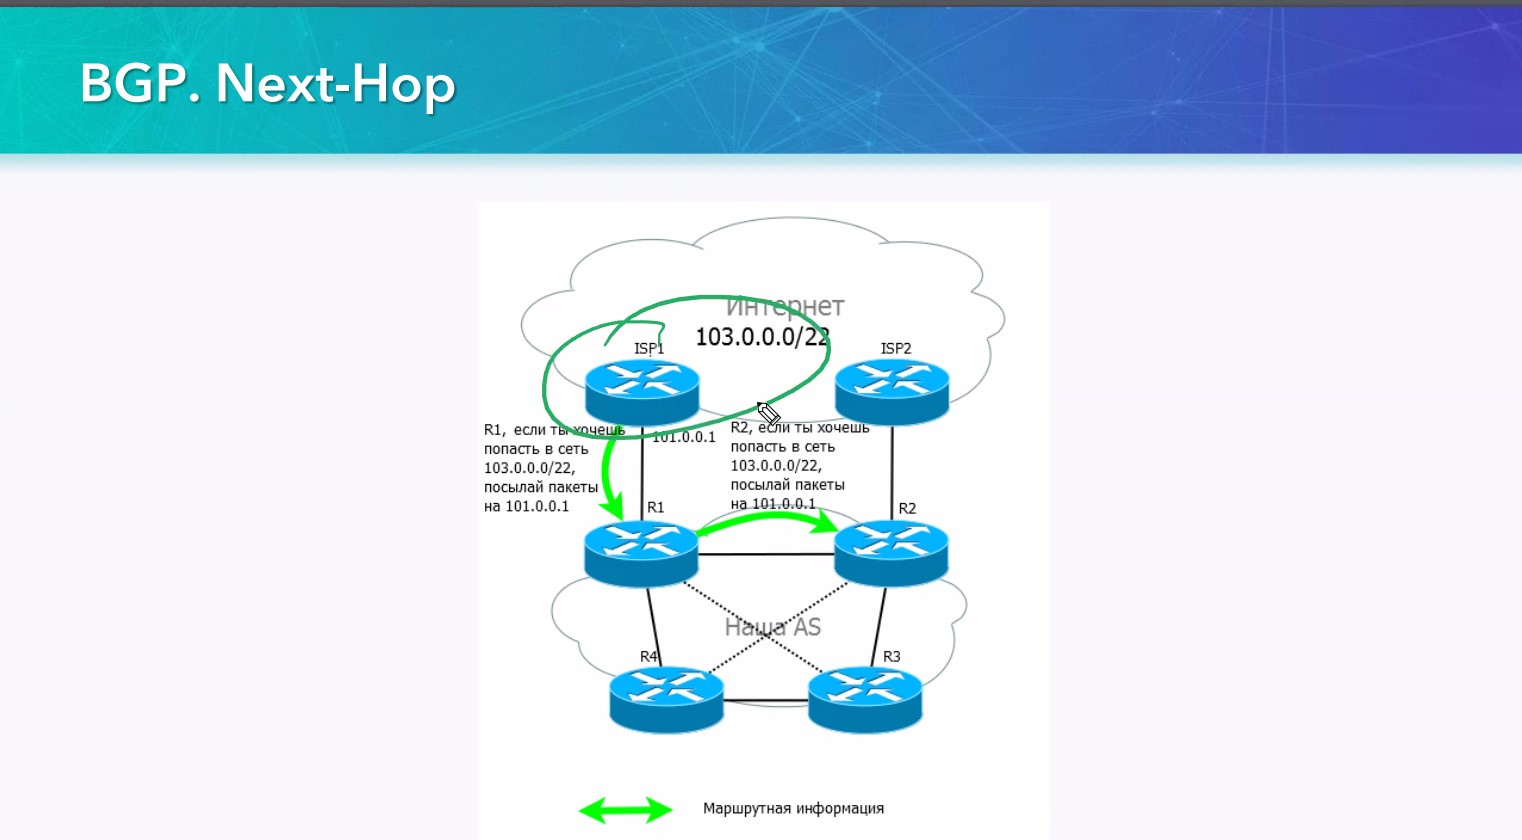 BGP. Next-Hop
Интернет
103.0.0.0/22
ISP1
ISP2
R1, если ты хочешь
попасть в сеть
103.0.0.0/22,
посылай пакеты
на 101.0.0.1
101.0.0.1
R2, если ты хочешь
попасть в сеть
103.0.0.0/22,
посылай пакеты
на 101.0.0.1
R1
R2
Наша AS
R4
R3
Маршрутная информация